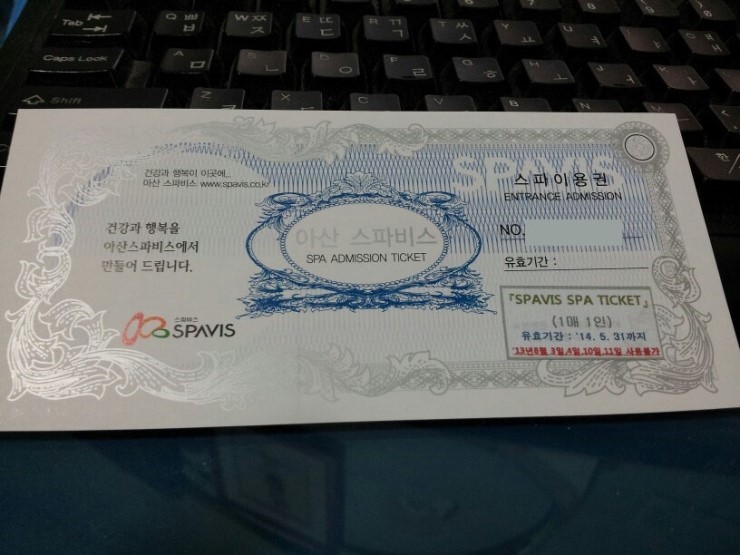 Tab
Q ㅃ ㅂ
W ㅉ ㅈ
E ㄸ ㄷ
R ㄲ ㄱ
T ㅆ ㅅ
Y ㅛ
U ㅕ
Caps Lock
A ㅁ
S ㄴ
D ㅇ
F ㄹ
G ㅎ
H ㅗ
Shift
Z ㅋ
X
C
V
B
N
건강과 행복이 이곳에...
아산 스파비스 www.spavis.co.kr
건강과 행복을
아산스파비스에서
만들어 드립니다.
스파비스
SPAVIS
아산 스파비스
SPA ADMISSION TICKET
SPAVIS
스파이용권
ENTRANCE ADMISSION
NO.
유효기간 :
『SPAVIS SPA TICKET』
(1매 1인)
유효기간 : '14. 5. 31까지
'13년8월 3일,4일,10일,11일 사용불가